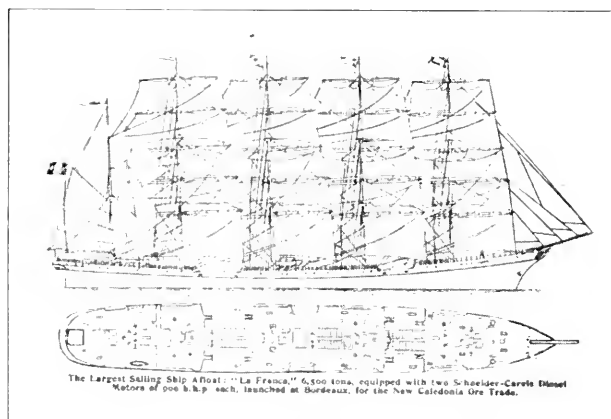 The Largest Sailing Ship Afloat: "La France," 6,500 tons, equipped with two Schneider-Carels Diesel
Motors of 900 b.h.p. each, launched at Bordeaux, for the New Caledonia Ore Trade.